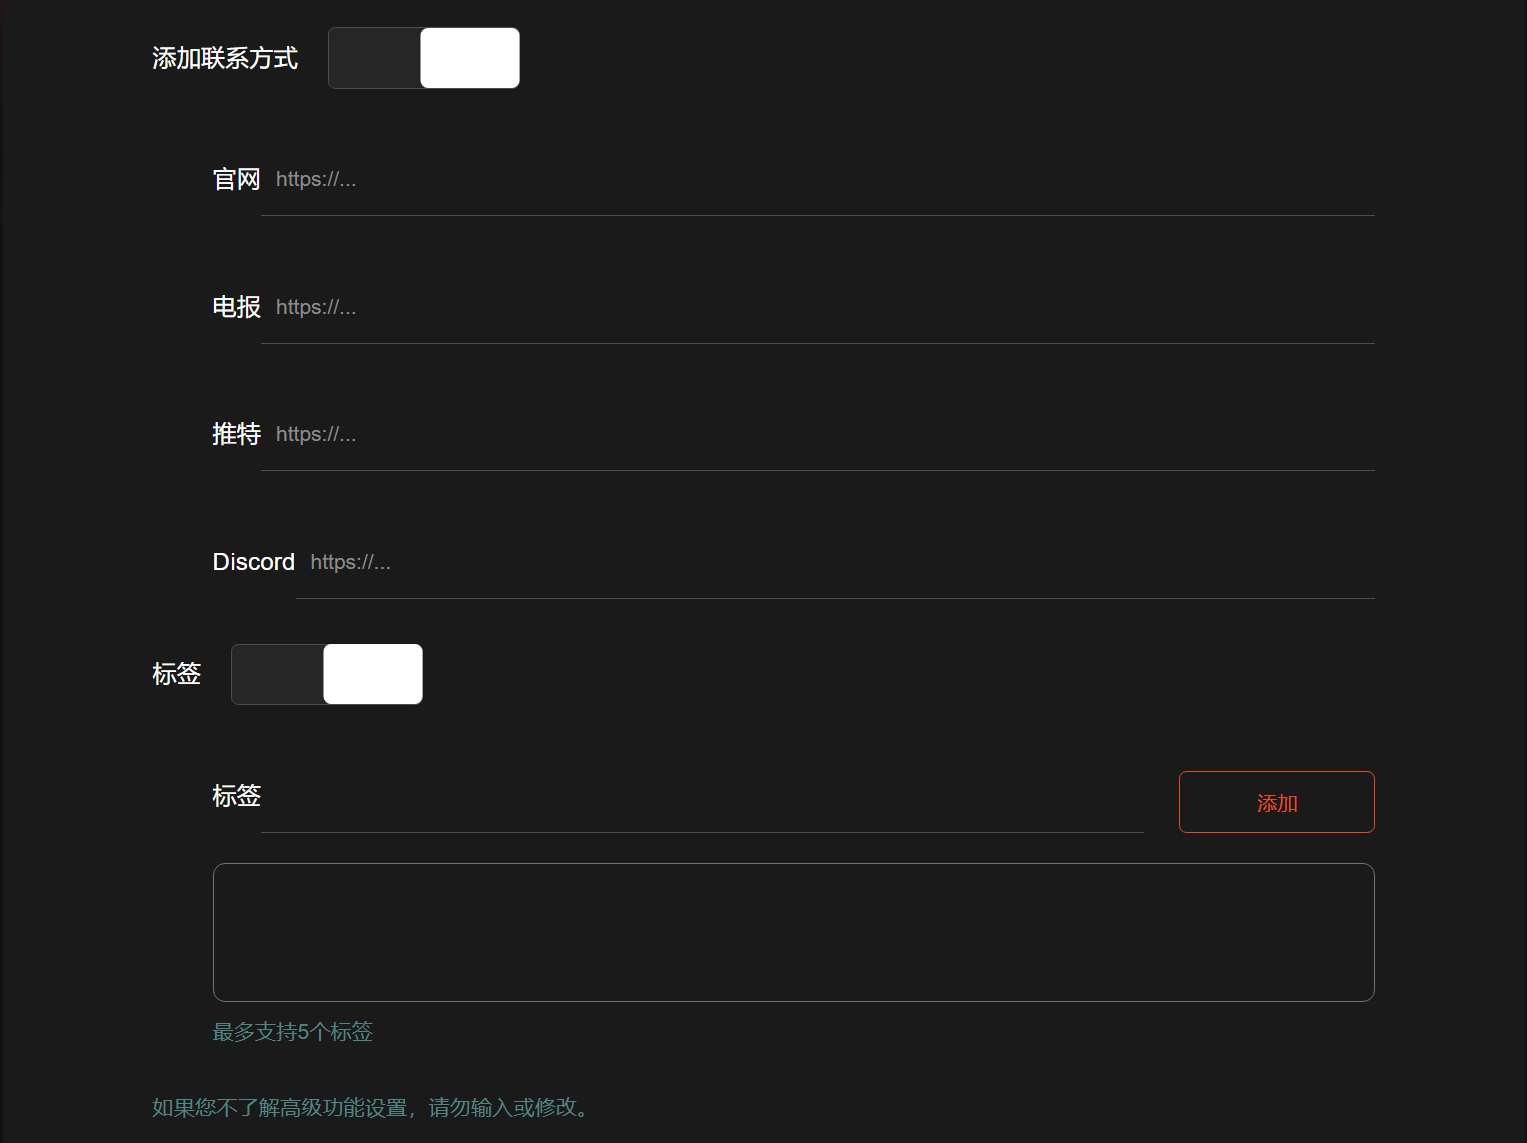 添加联系方式
官网 https://...
电报 https://...
推特 https://...
Discord https://...
标签
标签 添加
最多支持5个标签
如果您不了解高级功能设置，请勿输入或修改。